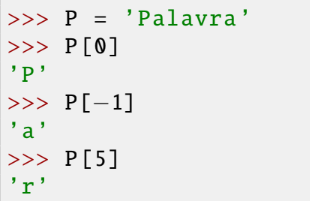 >>> P = 'Palavra'
>>> P[0]
'P'
>>> P[−1]
'a'
>>> P[5]
'r'